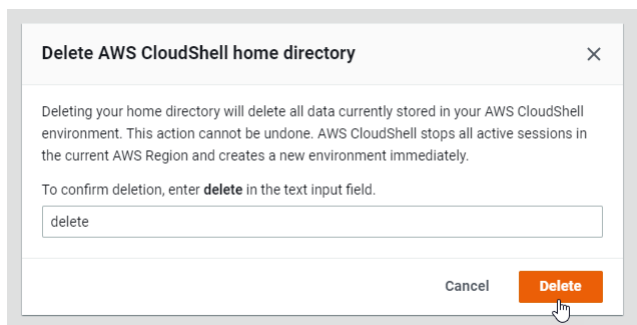 Delete AWS CloudShell home directory
Deleting your home directory will delete all data currently stored in your AWS CloudShell
environment. This action cannot be undone. AWS CloudShell stops all active sessions in
the current AWS Region and creates a new environment immediately.
To confirm deletion, enter delete in the text input field.
delete
Cancel Delete